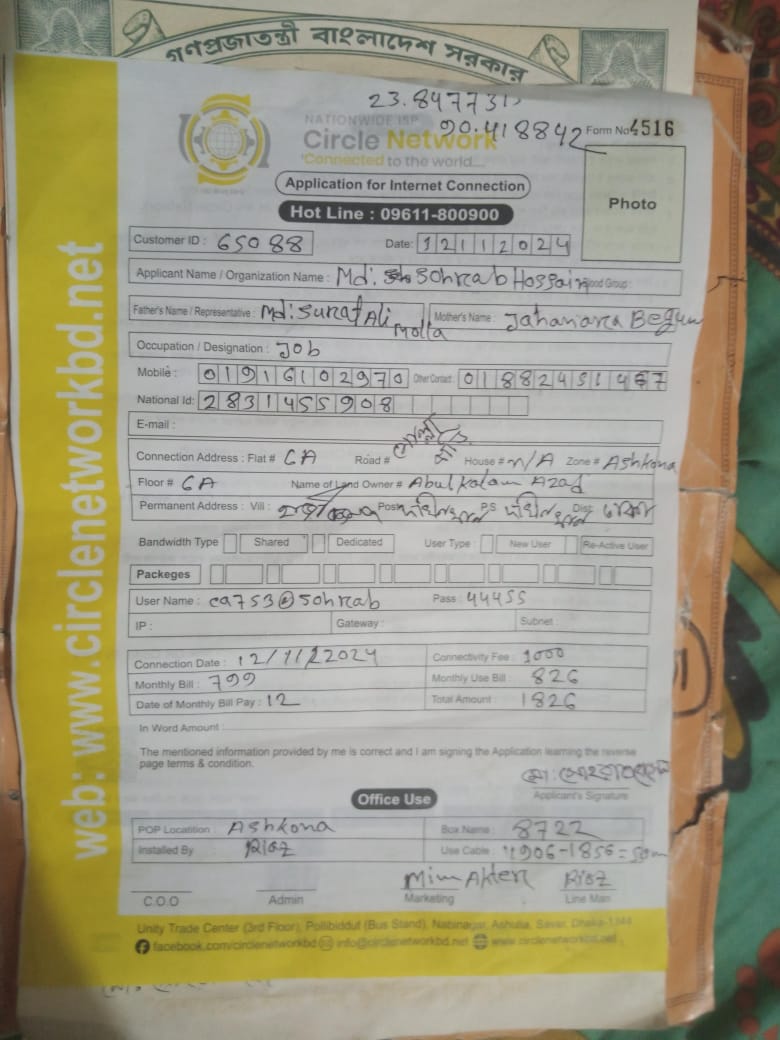 গণপ্রজাতন্ত্রী বাংলাদেশ সরকার
23.847731
90.418842
NATIONWIDE ISP
Circle Network
'Connected to the world....
Form No 4516
Application for Internet Connection
Hot Line : 09611-800900
Photo
Customer ID : 65088 Date: 12112024
Applicant Name / Organization Name : Md: Sohrab Hossain Blood Group :
Father's Name / Representative : Md: Surat Ali Molla Mother's Name : Jahanara Begum
Occupation / Designation : Job
Mobile : 01916102970 Other Contact : 01882451467
National Id: 2831455908
E-mail :
Connection Address : Flat # 6A Road # House # N/A Zone # Ashkona
Floor # 6A Name of Land Owner # Abul Kalam Azad
Permanent Address : Vill : Post P.S Dist
Bandwidth Type Shared Dedicated User Type : New User Re-Active User
Packeges
User Name : ca753@sohrab Pass : 44455
IP : Gateway : Subnet :
Connection Date : 12/11/2024 Connectivity Fee : 1000
Monthly Bill : 799 Monthly Use Bill : 826
Date of Monthly Bill Pay : 12 Total Amount : 1826
In Word Amount :
The mentioned information provided by me is correct and I am signing the Application learning the reverse
page terms & condition.
Applicant's Signature
Office Use
POP Locatition : Ashkona Box Name : 8722
Installed By Riaz Use Cable : 1906-1856=50m
Mim Akter Riaz
C.O.O Admin Marketing Line Man
Unity Trade Center (3rd Floor), Pollibiddut (Bus Stand), Nabinagar, Ashulia, Savar, Dhaka-1344
facebook.com/circlenetworkbd info@circlenetworkbd.net www.circlenetworkbd.net
web: www.circlenetworkbd.net